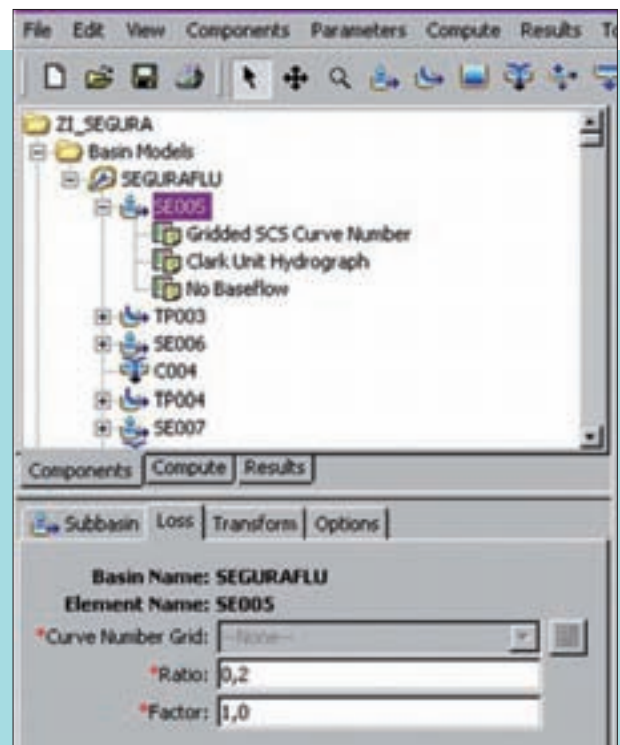 File Edit View Components Parameters Compute Results To
ZI_SEGURA
Basin Models
SEGURAFLU
SE005
Gridded SCS Curve Number
Clark Unit Hydrograph
No Baseflow
TP003
SE006
C004
TP004
SE007
Components Compute Results
Subbasin Loss Transform Options
Basin Name: SEGURAFLU
Element Name: SE005
*Curve Number Grid: --None--
*Ratio: 0,2
*Factor: 1,0